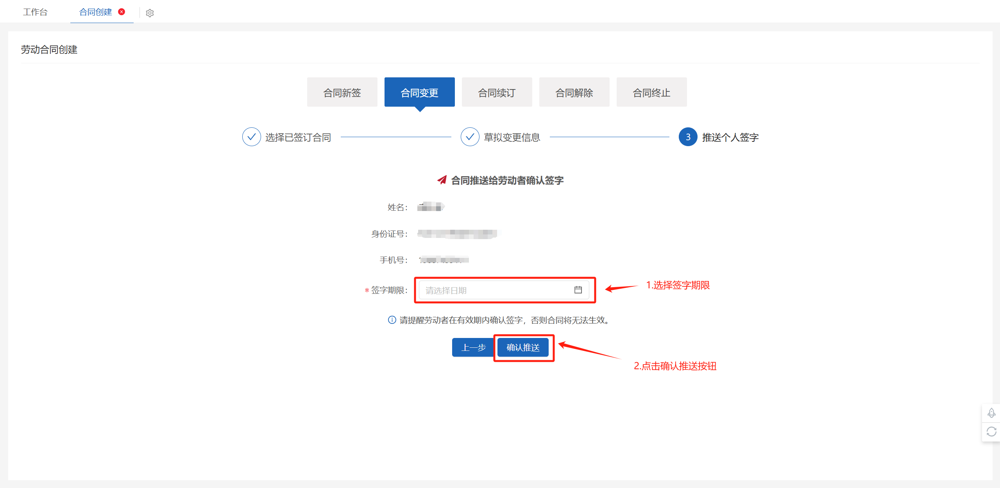 工作台
合同创建
劳动合同创建
合同新签
合同变更
合同续订
合同解除
合同终止
选择已签订合同
草拟变更信息
3 推送个人签字
合同推送给劳动者确认签字
姓名：
身份证号：
手机号：
* 签字期限：
请选择日期
1.选择签字期限
请提醒劳动者在有效期内确认签字，否则合同将无法生效。
上一步
确认推送
2.点击确认推送按钮